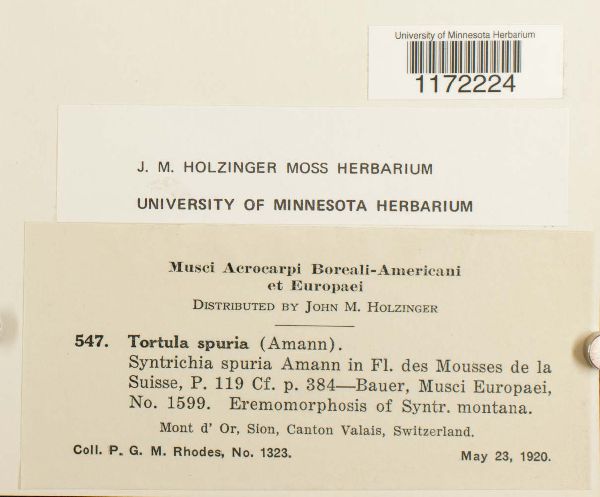 University of Minnesota Herbarium
1172224
J. M. HOLZINGER MOSS HERBARIUM
UNIVERSITY OF MINNESOTA HERBARIUM
Musci Acrocarpi Boreali-Americani
et Europaei
DISTRIBUTED BY JOHN M. HOLZINGER
547. Tortula spuria (Amann).
Syntrichia spuria Amann in Fl. des Mousses de la
Suisse, P. 119 Cf. p. 384—Bauer, Musci Europaei,
No. 1599. Eremomorphosis of Syntr. montana.
Mont d' Or, Sion, Canton Valais, Switzerland.
Coll. P. G. M. Rhodes, No. 1323. May 23, 1920.